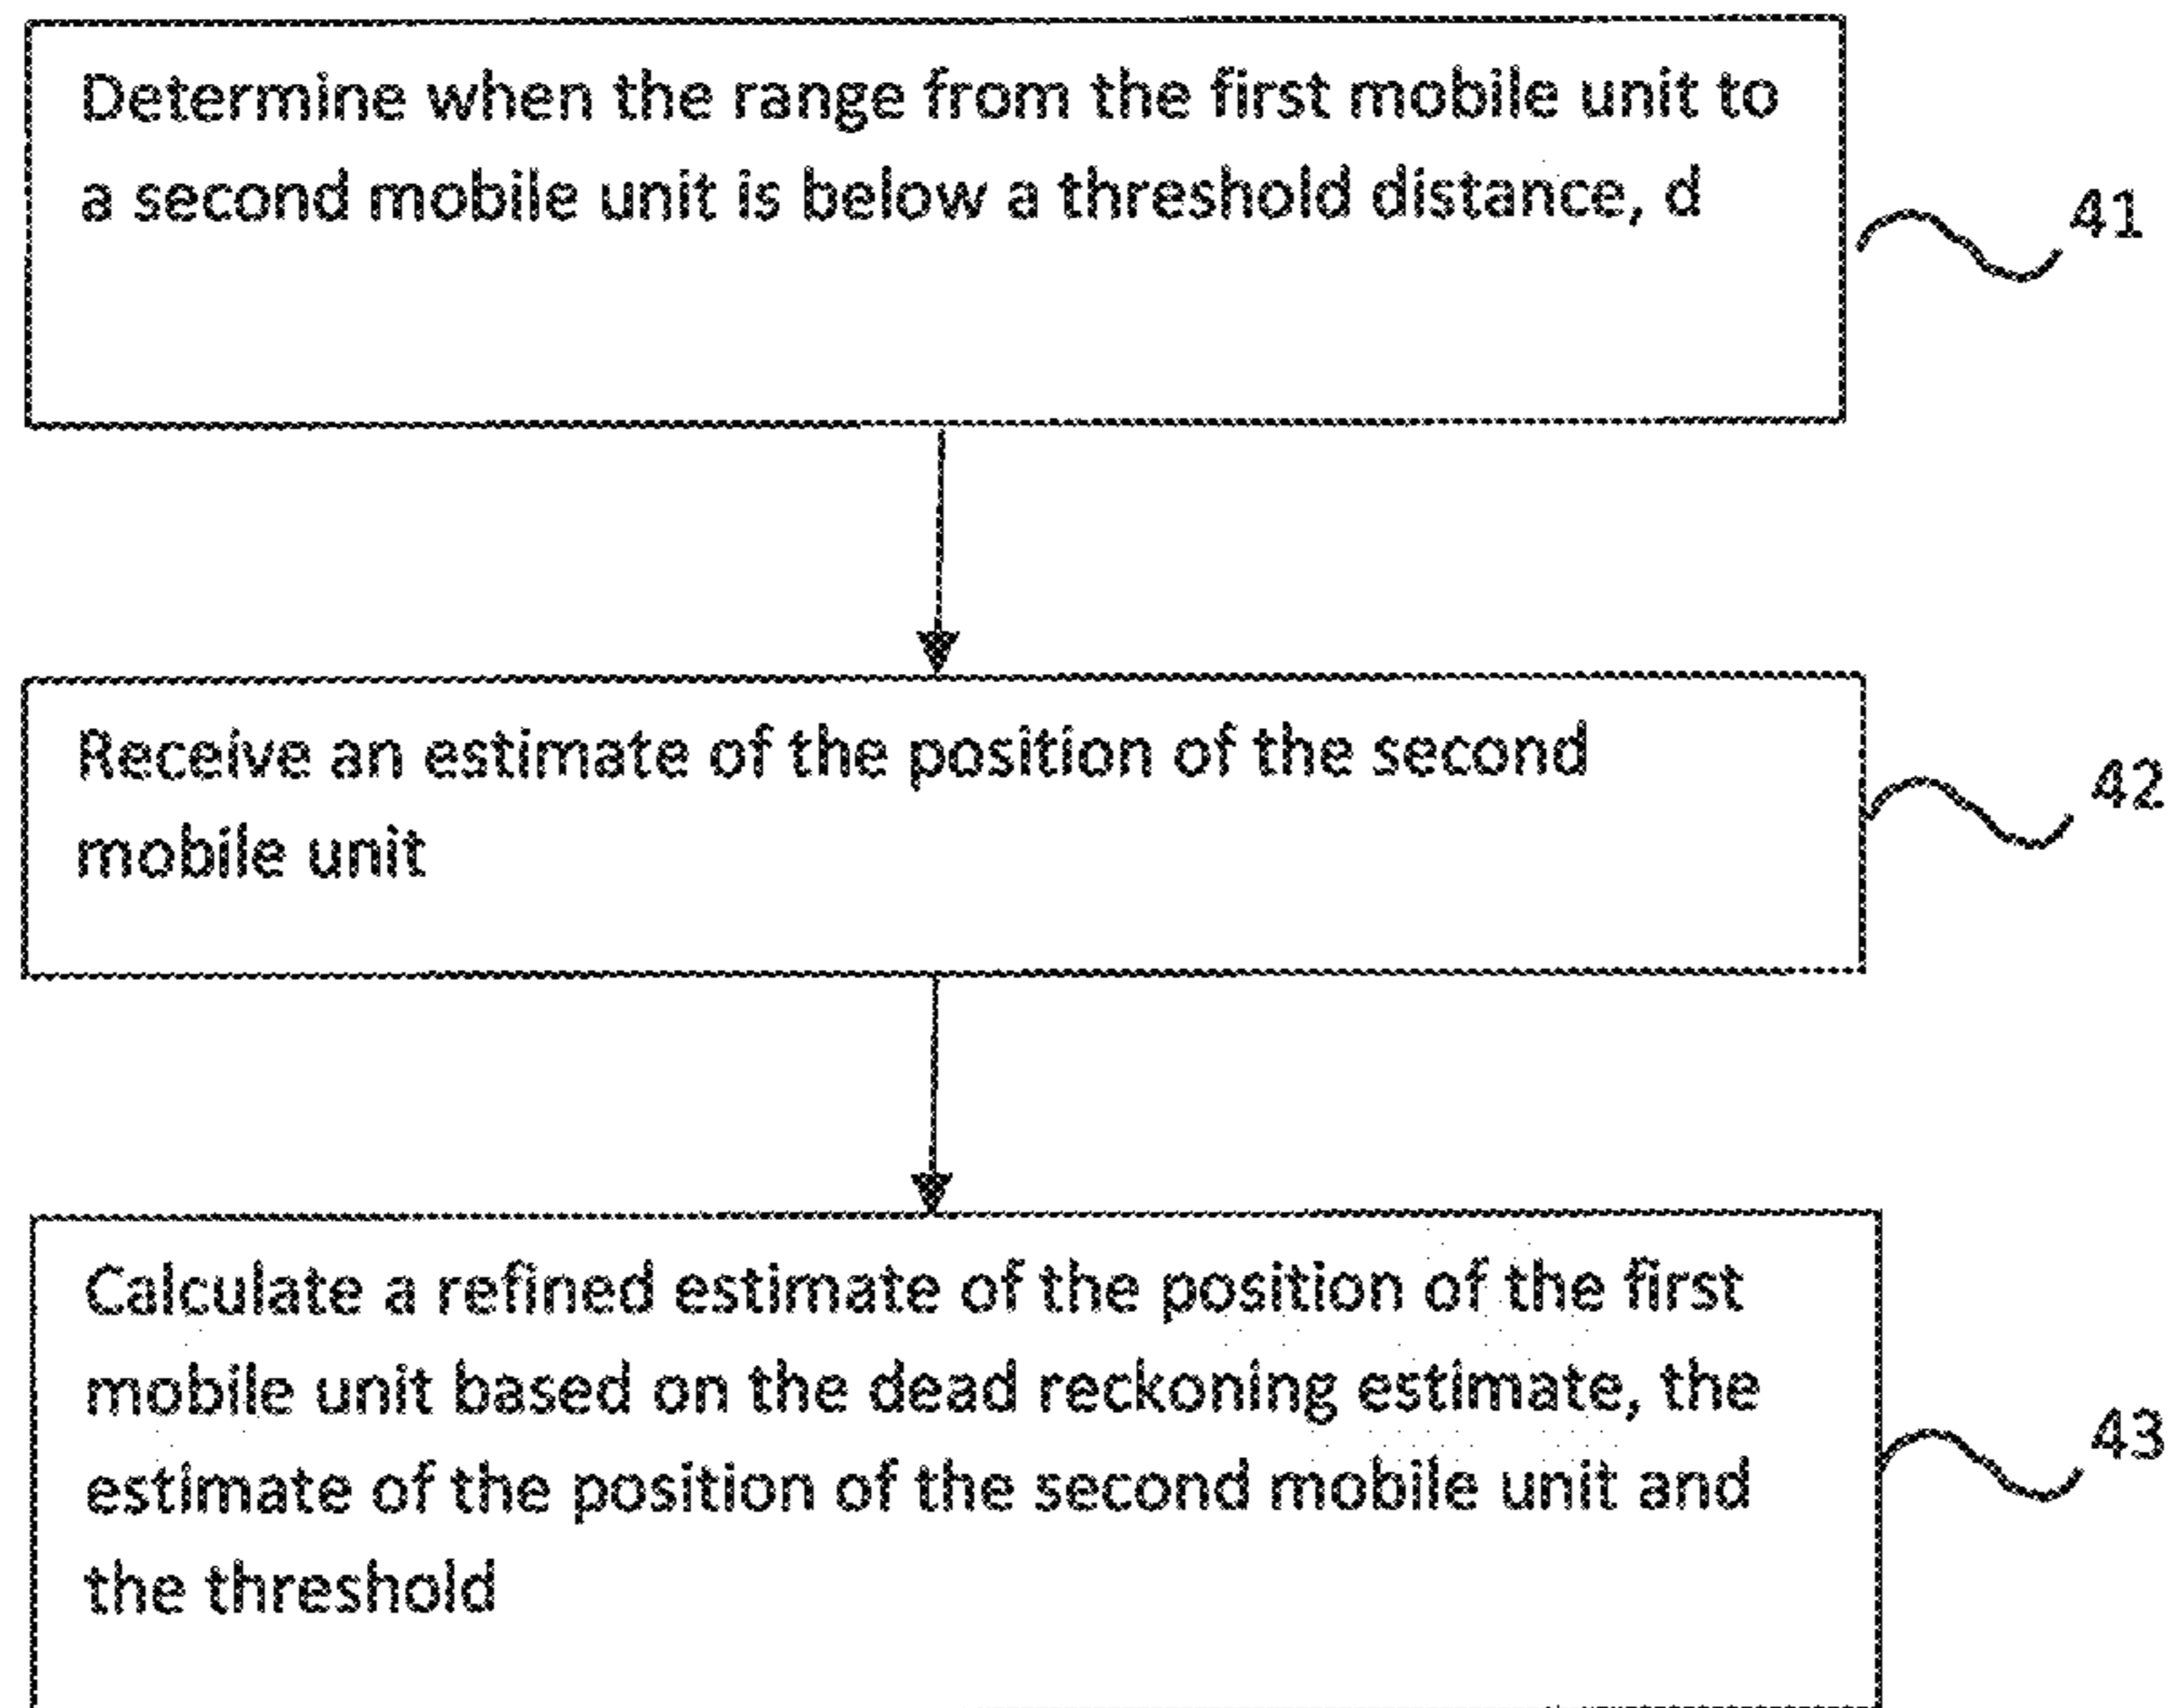 Determine when the range from the first mobile unit to
a second mobile unit is below a threshold distance, d
41
Receive an estimate of the position of the second
mobile unit
42
Calculate a refined estimate of the position of the first
mobile unit based on the dead reckoning estimate, the
estimate of the position of the second mobile unit and
the threshold
43